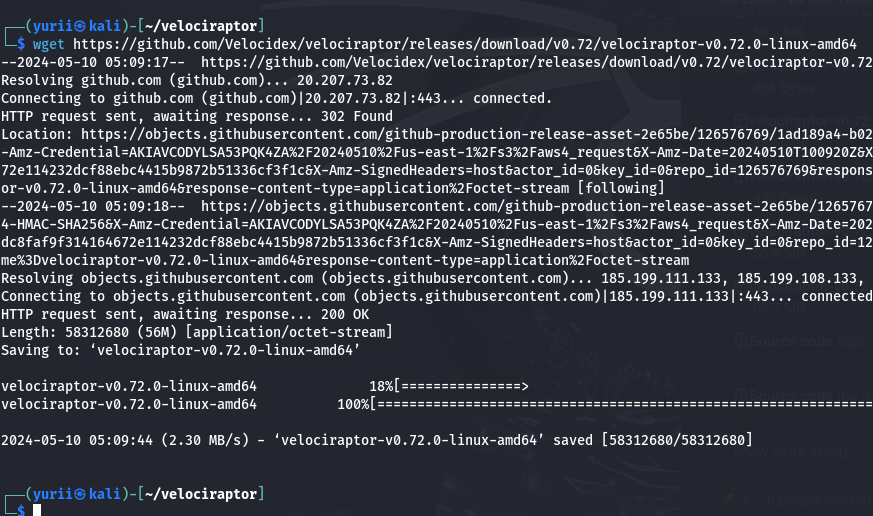 (yurii㉿kali)-[~/velociraptor]
$ wget https://github.com/Velocidex/velociraptor/releases/download/v0.72/velociraptor-v0.72.0-linux-amd64
--2024-05-10 05:09:17--  https://github.com/Velocidex/velociraptor/releases/download/v0.72/velociraptor-v0.72
Resolving github.com (github.com)... 20.207.73.82
Connecting to github.com (github.com)|20.207.73.82|:443... connected.
HTTP request sent, awaiting response... 302 Found
Location: https://objects.githubusercontent.com/github-production-release-asset-2e65be/126576769/1ad189a4-b02
-Amz-Credential=AKIAVCODYLSA53PQK4ZA%2F20240510%2Fus-east-1%2Fs3%2Faws4_request&X-Amz-Date=20240510T100920Z&X
72e114232dcf88ebc4415b9872b51336cf3f1c&X-Amz-SignedHeaders=host&actor_id=0&key_id=0&repo_id=126576769&respons
or-v0.72.0-linux-amd64&response-content-type=application%2Foctet-stream [following]
--2024-05-10 05:09:18--  https://objects.githubusercontent.com/github-production-release-asset-2e65be/1265767
4-HMAC-SHA256&X-Amz-Credential=AKIAVCODYLSA53PQK4ZA%2F20240510%2Fus-east-1%2Fs3%2Faws4_request&X-Amz-Date=202
dc8faf9f314164672e114232dcf88ebc4415b9872b51336cf3f1c&X-Amz-SignedHeaders=host&actor_id=0&key_id=0&repo_id=12
me%3Dvelociraptor-v0.72.0-linux-amd64&response-content-type=application%2Foctet-stream
Resolving objects.githubusercontent.com (objects.githubusercontent.com)... 185.199.111.133, 185.199.108.133,
Connecting to objects.githubusercontent.com (objects.githubusercontent.com)|185.199.111.133|:443... connected
HTTP request sent, awaiting response... 200 OK
Length: 58312680 (56M) [application/octet-stream]
Saving to: ‘velociraptor-v0.72.0-linux-amd64’
velociraptor-v0.72.0-linux-amd64 18%[===============>
velociraptor-v0.72.0-linux-amd64 100%[==============================================================
2024-05-10 05:09:44 (2.30 MB/s) - ‘velociraptor-v0.72.0-linux-amd64’ saved [58312680/58312680]
(yurii㉿kali)-[~/velociraptor]
$